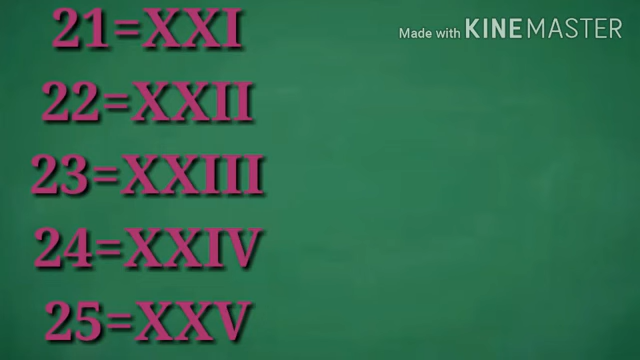 21=XXI
Made with KINEMASTER
22=XXII
23=XXIII
24=XXIV
25=XXV